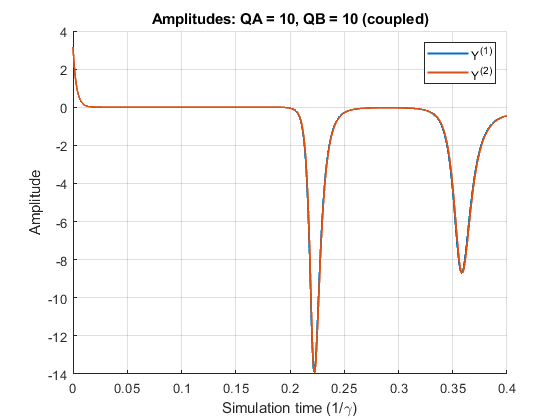 Amplitudes: QA = 10, QB = 10 (coupled)
4
2
0
-2
-4
-6
-8
-10
-12
-14
Amplitude
Y^(1)
Y^(2)
0 0.05 0.1 0.15 0.2 0.25 0.3 0.35 0.4
Simulation time (1/γ)